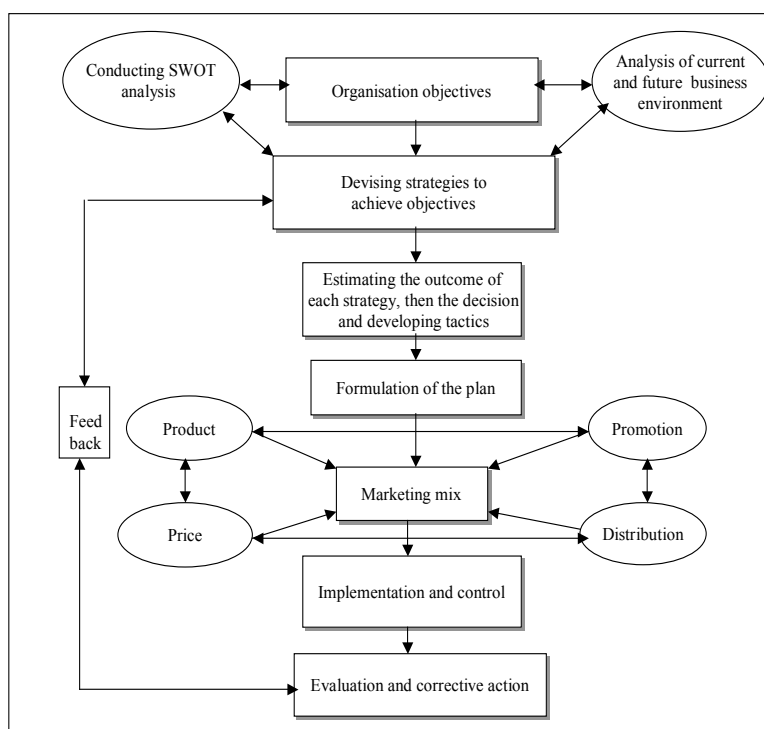 Conducting SWOT
analysis
Organisation objectives
Analysis of current
and future business
environment
Devising strategies to
achieve objectives
Estimating the outcome of
each strategy, then the decision
and developing tactics
Formulation of the plan
Feed
back
Product
Promotion
Marketing mix
Price
Distribution
Implementation and control
Evaluation and corrective action